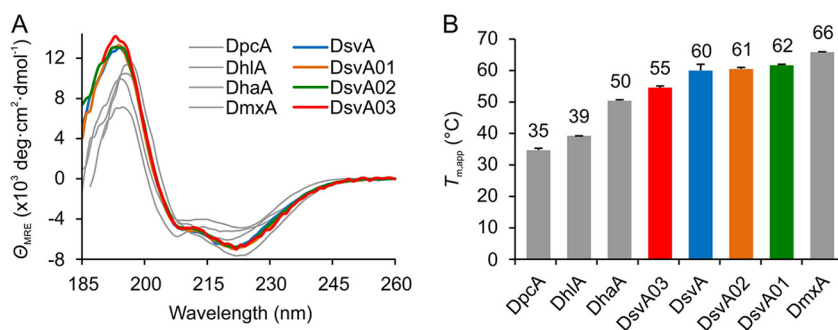 A
ΘMRE (x10³ deg·cm²·dmol⁻¹)
12
8
4
0
-4
-8
185
200
215
230
245
260
Wavelength (nm)
DpcA
DhlA
DhaA
DmxA
DsvA
DsvA01
DsvA02
DsvA03
B
Tm,app (°C)
70
60
50
40
30
20
10
0
35
39
50
55
60
61
62
66
DpcA
DhlA
DhaA
DsvA03
DsvA
DsvA02
DsvA01
DmxA